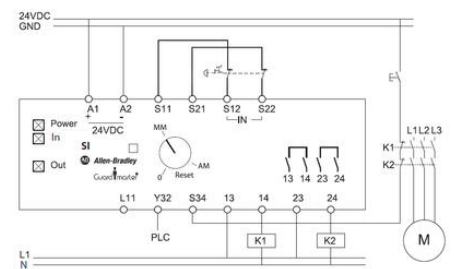 24VDC
GND
A1 A2 S11 S21 S12 S22
+ -
24VDC
IN
Power
In
SI
Out
AB Allen-Bradley
Guardmaster
MM
AM
0 Reset
13 14 23 24
L1 L2 L3
K1
K2
L11 Y32 S34 13 14 23 24
PLC
K1 K2
M
L1
N